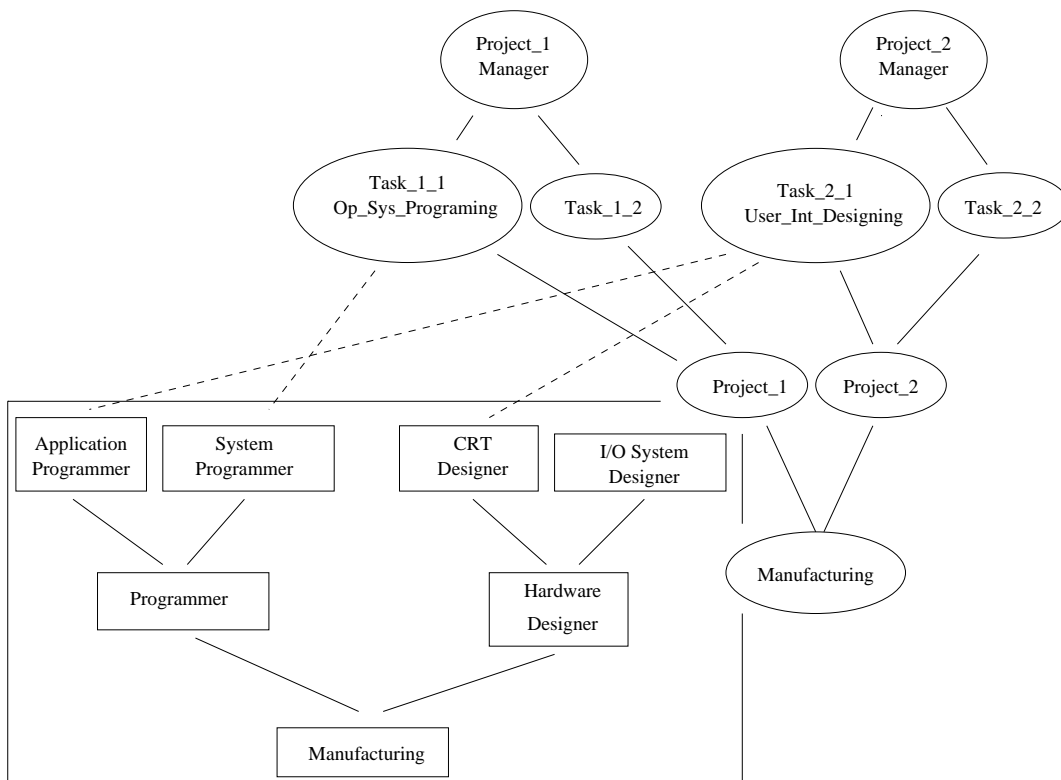 Project_1
Manager
Project_2
Manager
Task_1_1
Op_Sys_Programing
Task_1_2
Task_2_1
User_Int_Designing
Task_2_2
Project_1
Project_2
Application
Programmer
System
Programmer
CRT
Designer
I/O System
Designer
Manufacturing
Programmer
Hardware
Designer
Manufacturing